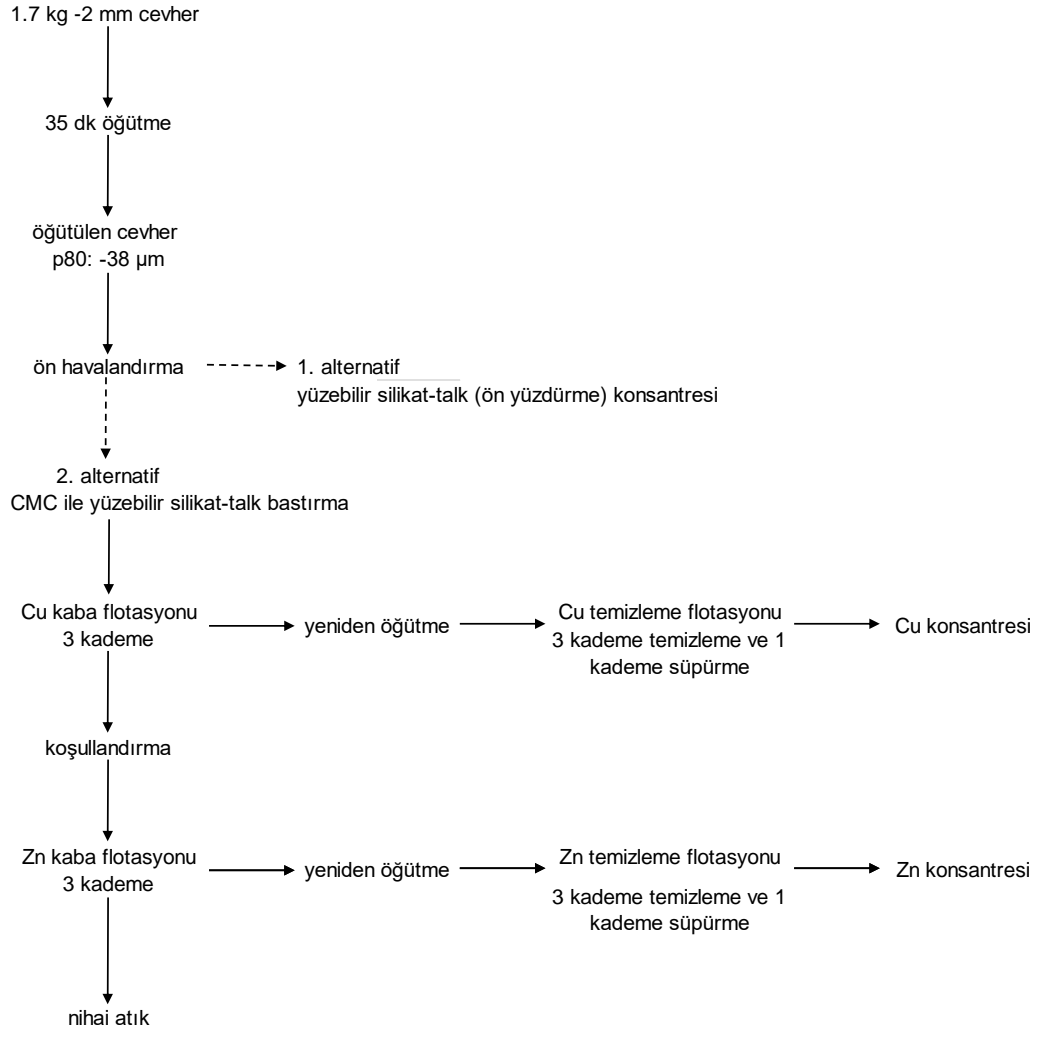 1.7 kg -2 mm cevher
35 dk öğütme
öğütülen cevher
p80: -38 µm
ön havalandırma
1. alternatif
yüzebilir silikat-talk (ön yüzdürme) konsantresi
2. alternatif
CMC ile yüzebilir silikat-talk bastırma
Cu kaba flotasyonu
3 kademe
yeniden öğütme
Cu temizleme flotasyonu
3 kademe temizleme ve 1
kademe süpürme
Cu konsantresi
koşullandırma
Zn kaba flotasyonu
3 kademe
yeniden öğütme
Zn temizleme flotasyonu
3 kademe temizleme ve 1
kademe süpürme
Zn konsantresi
nihai atık